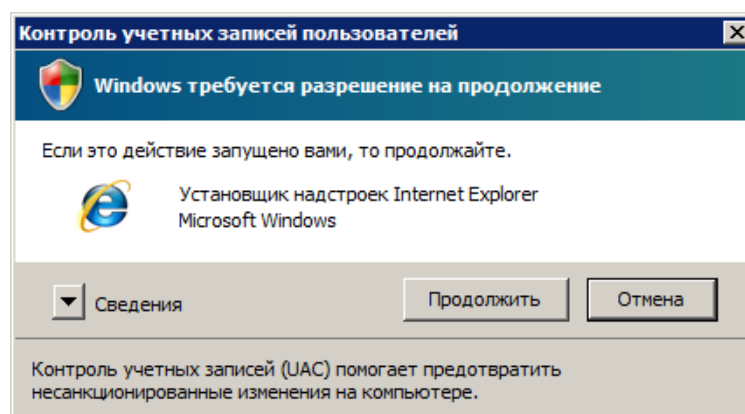 Контроль учетных записей пользователей
Windows требуется разрешение на продолжение
Если это действие запущено вами, то продолжайте.
Установщик надстроек Internet Explorer
Microsoft Windows
Сведения
Продолжить
Отмена
Контроль учетных записей (UAC) помогает предотвратить
несанкционированные изменения на компьютере.